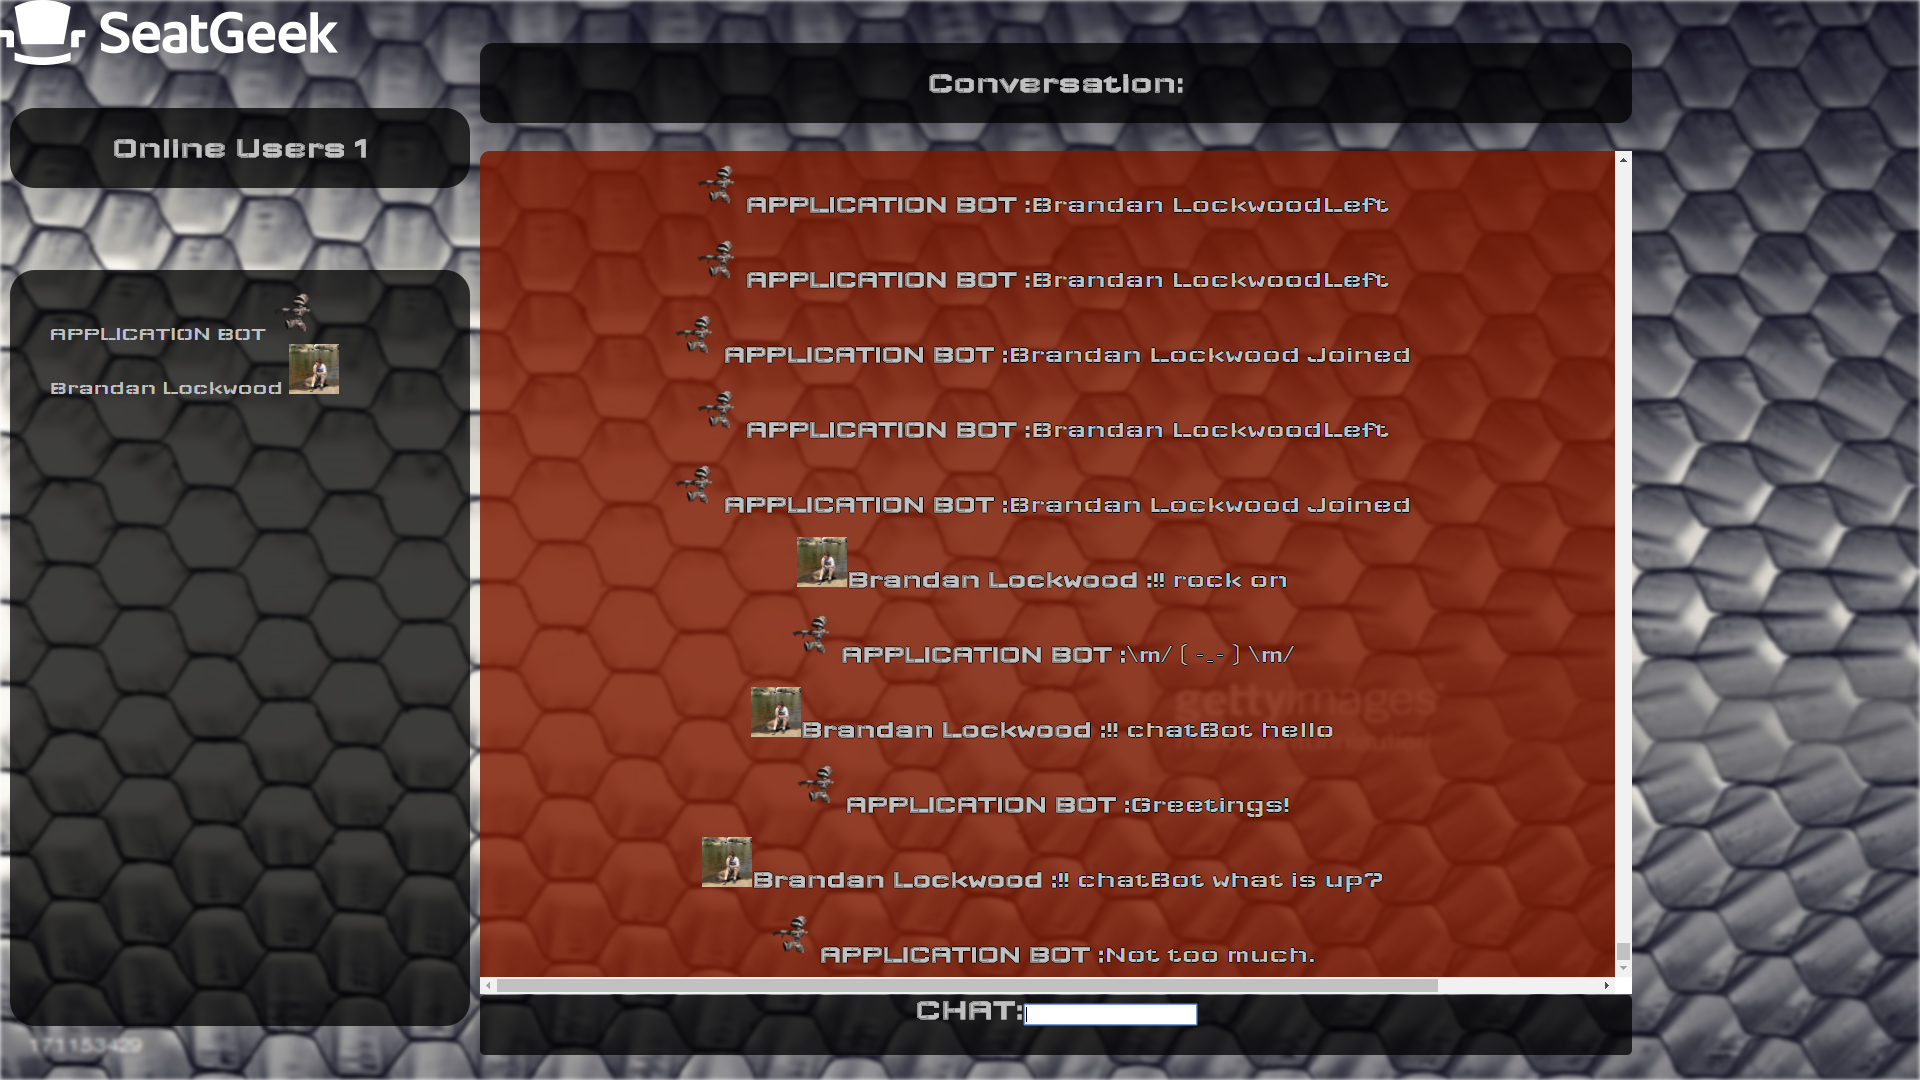 SeatGeek
Conversation:
Online Users 1
APPLICATION BOT
Brandan Lockwood
APPLICATION BOT :Brandan LockwoodLeft
APPLICATION BOT :Brandan LockwoodLeft
APPLICATION BOT :Brandan Lockwood Joined
APPLICATION BOT :Brandan LockwoodLeft
APPLICATION BOT :Brandan Lockwood Joined
Brandan Lockwood :!! rock on
APPLICATION BOT :\m/ ( -_- ) \m/
gettyimages
Brandan Lockwood :!! chatBot hello
APPLICATION BOT :Greetings!
Brandan Lockwood :!! chatBot what is up?
APPLICATION BOT :Not too much.
CHAT:
171153429